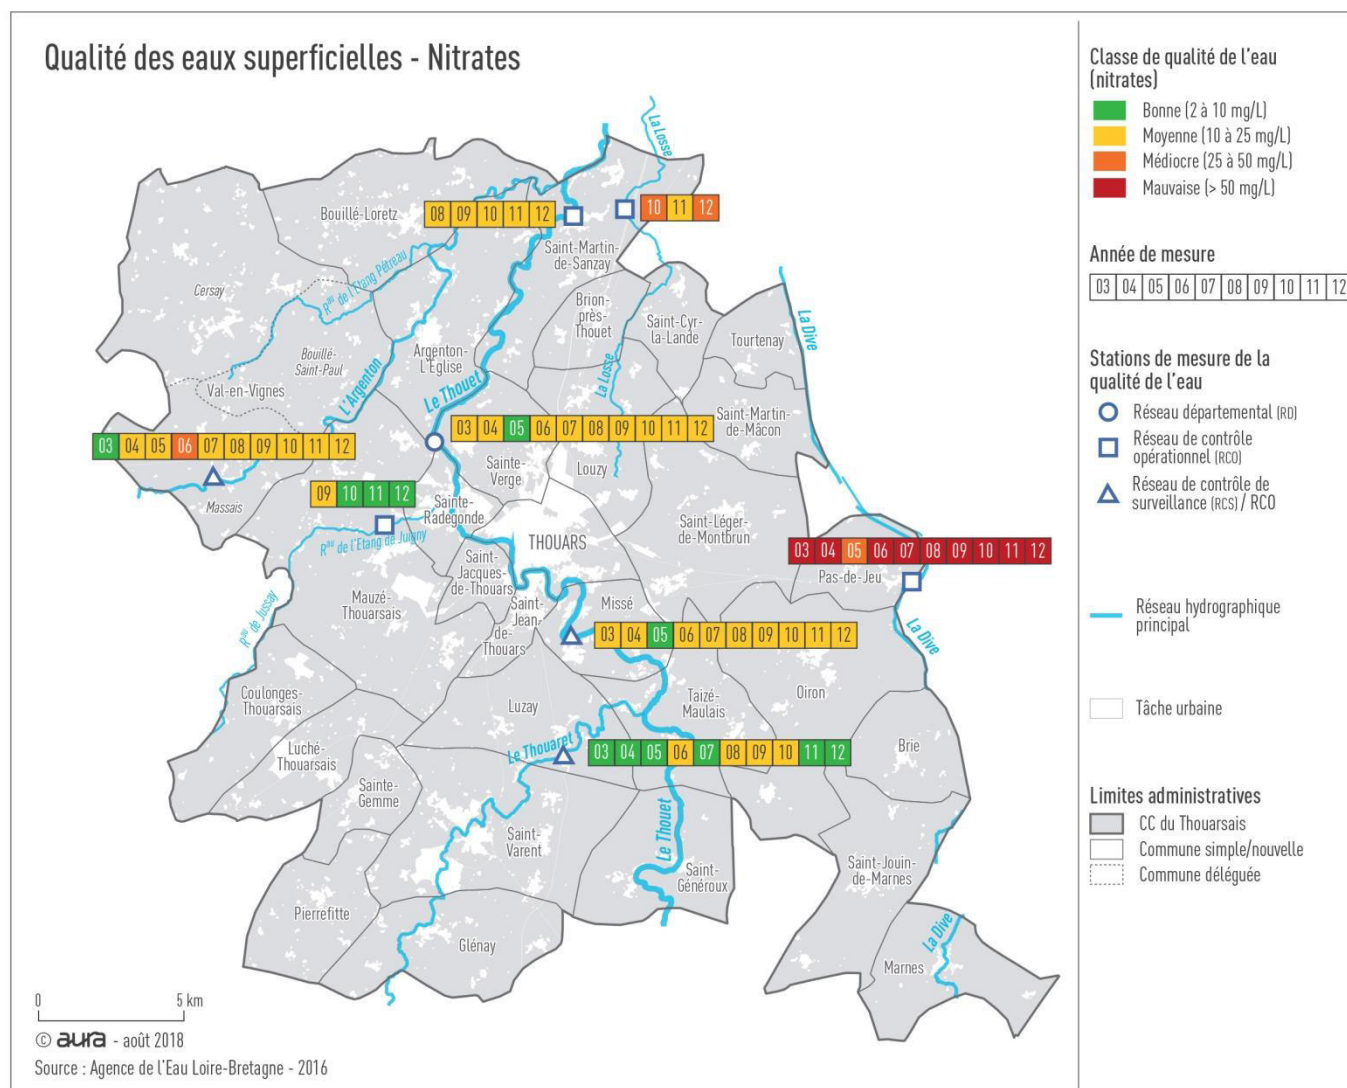 Qualité des eaux superficielles - Nitrates
La Losse
Bouillé-Loretz
08 09 10 11 12
10 11 12
Saint-Martin-
de-Sanzay
Cersay
Rau de l'Etang Pétreau
Brion-
près-
Thouet
Saint-Cyr-
la-Lande
Tourtenay
La Dive
Bouillé-
Saint-Paul
Argenton-
L'Église
Val-en-Vignes
L'Argenton
Le Thouet
La Losse
Saint-Martin-
de-Mâcon
03 04 05 06 07 08 09 10 11 12
03 04 05 06 07 08 09 10 11 12
Sainte-
Verge
Louzy
Massais
09 10 11 12
Sainte-
Radegonde
Rau de l'Etang de Juigny
THOUARS
Saint-Léger-
de-Montbrun
03 04 05 06 07 08 09 10 11 12
Pas-de-Jeu
Saint-
Jacques-
de-Thouars
Mauzé-
Thouarsais
Saint-
Jean-
de-
Thouars
Missé
Rau de Jussay
03 04 05 06 07 08 09 10 11 12
La Dive
Coulonges-
Thouarsais
Luzay
Taizé-
Maulais
Oiron
Luché-
Thouarsais
Le Thouaret
03 04 05 06 07 08 09 10 11 12
Brie
Sainte-
Gemme
Le Thouet
Saint-
Varent
Saint-
Généroux
Saint-Jouin-
de-Marnes
Pierrefitte
Glénay
La Dive
Marnes
0 5 km
© aura - août 2018
Source : Agence de l'Eau Loire-Bretagne - 2016
Classe de qualité de l'eau
(nitrates)
Bonne (2 à 10 mg/L)
Moyenne (10 à 25 mg/L)
Médiocre (25 à 50 mg/L)
Mauvaise (> 50 mg/L)
Année de mesure
03 04 05 06 07 08 09 10 11 12
Stations de mesure de la
qualité de l'eau
Réseau départemental (RD)
Réseau de contrôle
opérationnel (RCO)
Réseau de contrôle de
surveillance (RCS) / RCO
Réseau hydrographique
principal
Tâche urbaine
Limites administratives
CC du Thouarsais
Commune simple/nouvelle
Commune déléguée